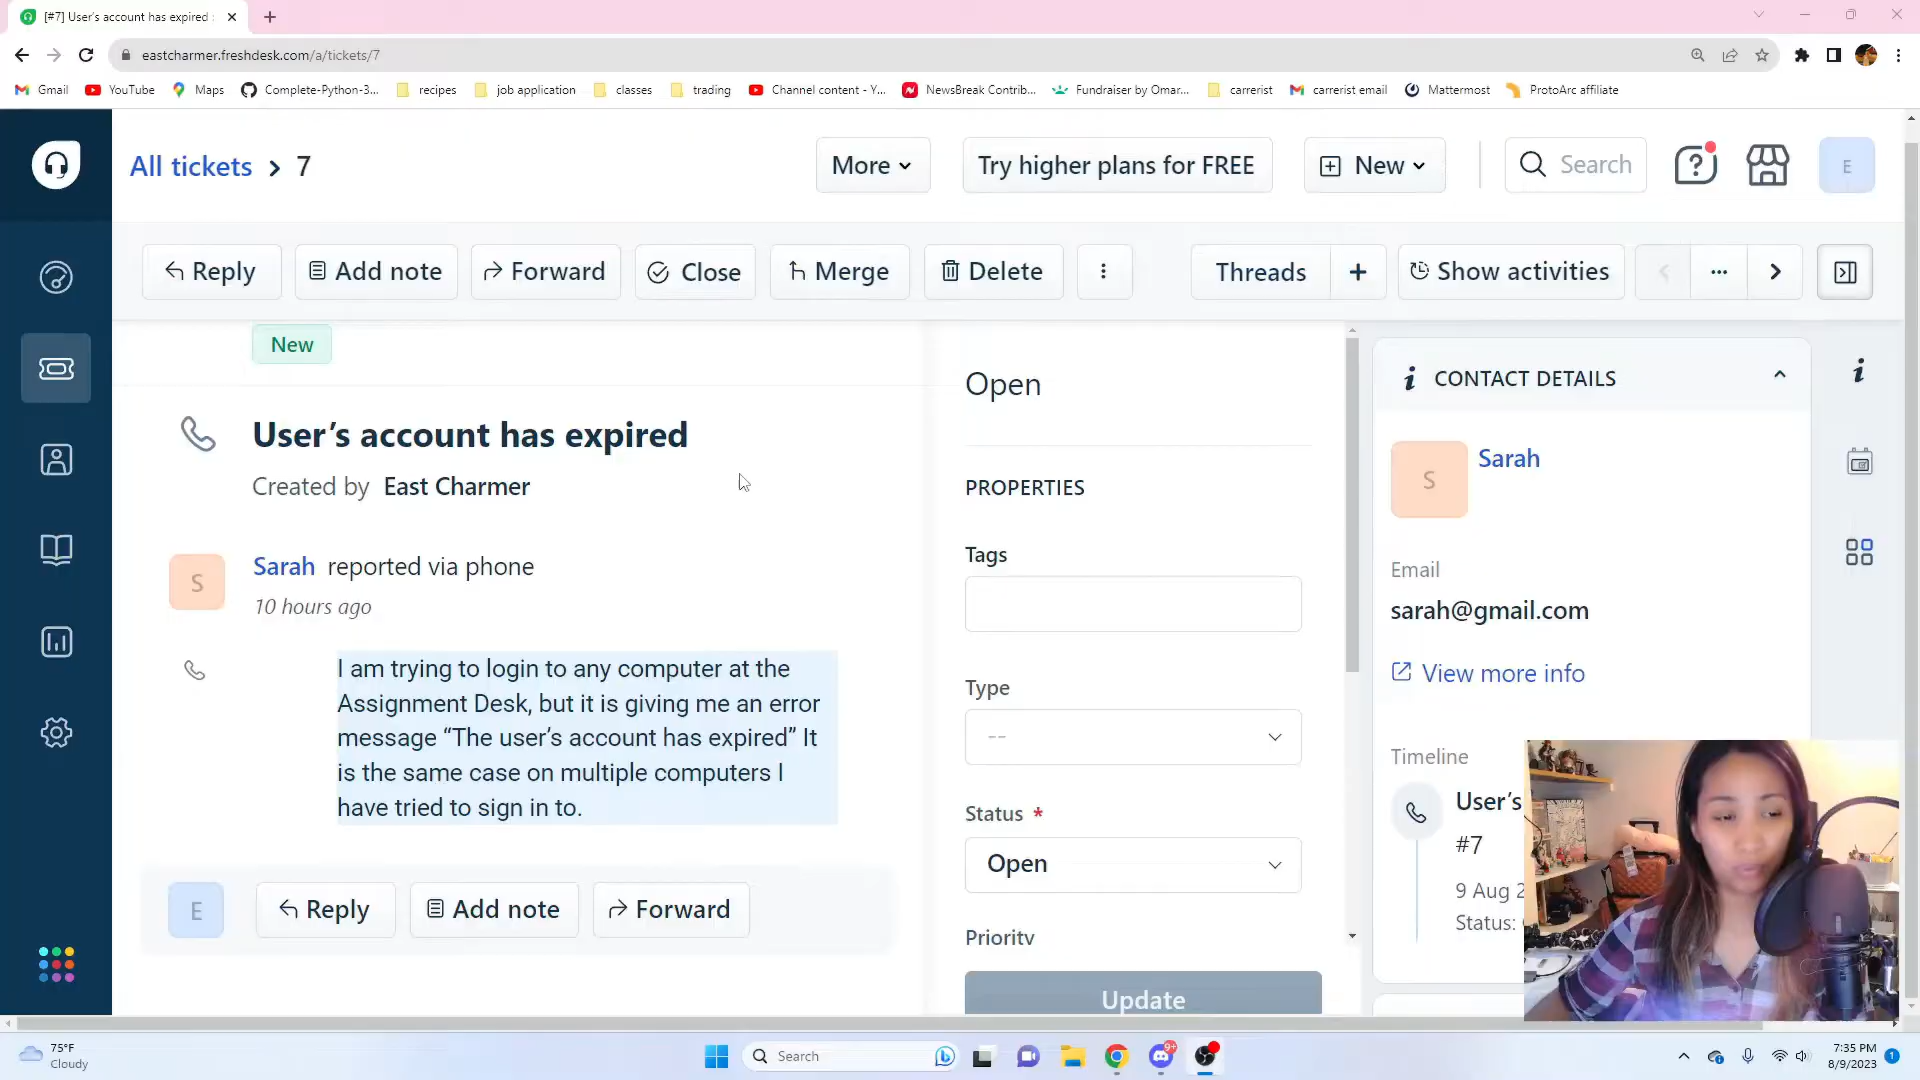 [#7] User's account has expired :
eastcharmer.freshdesk.com/a/tickets/7
Gmail
YouTube
Maps
Complete-Python-3...
recipes
job application
classes
trading
Channel content - Y...
NewsBreak Contrib...
Fundraiser by Omar...
carrerist
carrerist email
Mattermost
ProtoArc affiliate
All tickets > 7
More
Try higher plans for FREE
New
Search
E
Reply
Add note
Forward
Close
Merge
Delete
Threads
+
Show activities
New
User’s account has expired
Created by East Charmer
S
Sarah reported via phone
10 hours ago
I am trying to login to any computer at the
Assignment Desk, but it is giving me an error
message “The user’s account has expired” It
is the same case on multiple computers I
have tried to sign in to.
E
Reply
Add note
Forward
Open
PROPERTIES
Tags
Type
--
Status *
Open
Priority
Update
CONTACT DETAILS
S
Sarah
Email
sarah@gmail.com
View more info
Timeline
User’s
#7
9 Aug 2
Status:
75°F
Cloudy
Search
9+
7:35 PM
8/9/2023
1